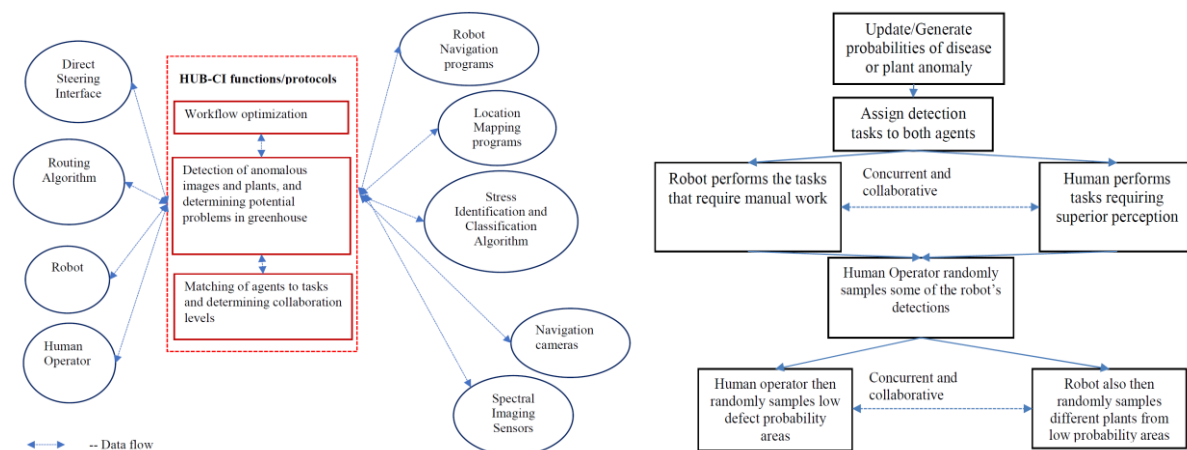 Direct
Steering
Interface
Routing
Algorithm
Robot
Human
Operator
HUB-CI functions/protocols
Workflow optimization
Detection of anomalous
images and plants, and
determining potential
problems in greenhouse
Matching of agents to tasks
and determining collaboration
levels
Robot
Navigation
programs
Location
Mapping
programs
Stress
Identification and
Classification
Algorithm
Navigation
cameras
Spectral
Imaging
Sensors
-- Data flow
Update/Generate
probabilities of disease
or plant anomaly
Assign detection
tasks to both agents
Robot performs the tasks
that require manual work
Concurrent and
collaborative
Human performs
tasks requiring
superior perception
Human Operator randomly
samples some of the robot's
detections
Human operator then
randomly samples low
defect probability
areas
Concurrent and
collaborative
Robot also then
randomly samples
different plants from
low probability areas